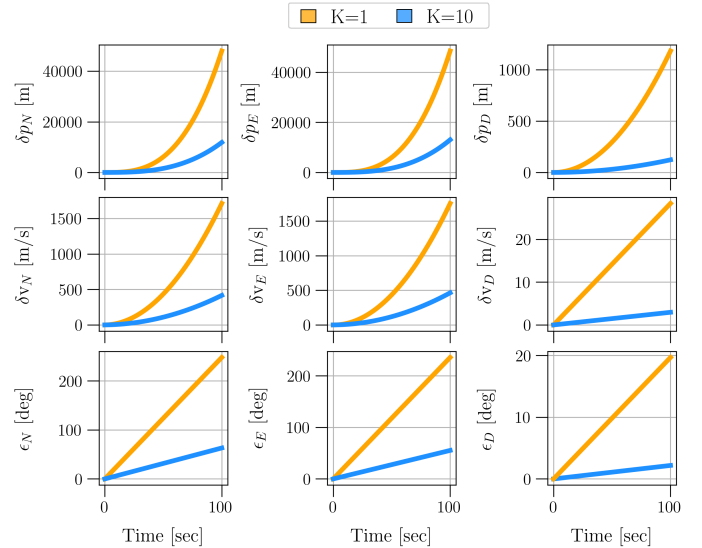 K=1 K=10
40000
20000
0
δp_N [m]
40000
20000
0
δp_E [m]
1000
500
0
δp_D [m]
1500
1000
500
0
δv_N [m/s]
1500
1000
500
0
δv_E [m/s]
20
0
δv_D [m/s]
200
100
0
ϵ_N [deg]
200
100
0
ϵ_E [deg]
20
10
0
ϵ_D [deg]
0 100
0 100
0 100
Time [sec]
Time [sec]
Time [sec]